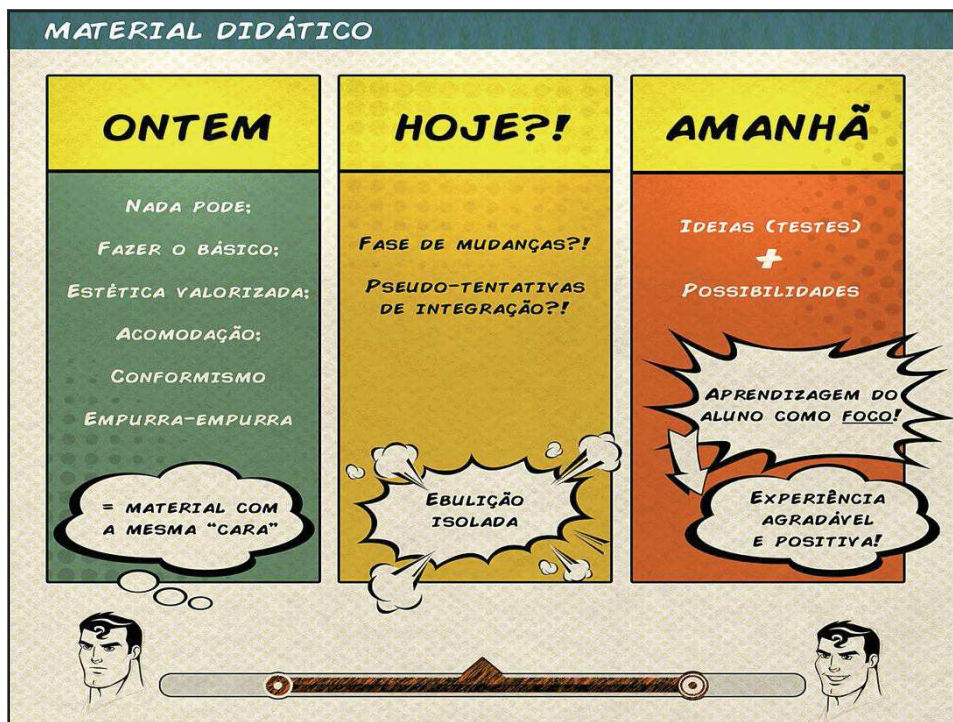 MATERIAL DIDÁTICO
ONTEM
NADA PODE;
FAZER O BÁSICO;
ESTÉTICA VALORIZADA;
ACOMODAÇÃO;
CONFORMISMO
EMPURRA-EMPURRA
= MATERIAL COM
A MESMA "CARA"
HOJE?!
FASE DE MUDANÇAS?!
PSEUDO-TENTATIVAS
DE INTEGRAÇÃO?!
EBULIÇÃO
ISOLADA
AMANHÃ
IDEIAS (TESTES)
+
POSSIBILIDADES
APRENDIZAGEM DO
ALUNO COMO FOCO!
EXPERIÊNCIA
AGRADÁVEL
E POSITIVA!